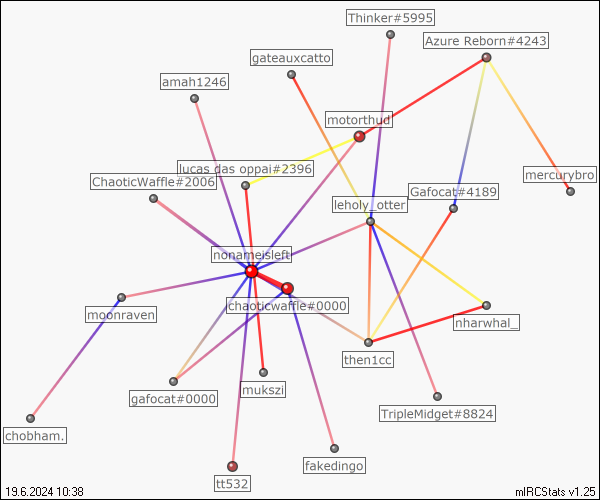 Thinker#5995
Azure Reborn#4243
gateauxcatto
amah1246
motorthud
lucas das oppai#2396
mercurybro
ChaoticWaffle#2006
Gafocat#4189
leholy_otter
nonameisleft
chaoticwaffle#0000
moonraven
nharwhal_
then1cc
mukszi
gafocat#0000
TripleMidget#8824
chobham.
fakedingo
tt532
19.6.2024 10:38
mIRCStats v1.25